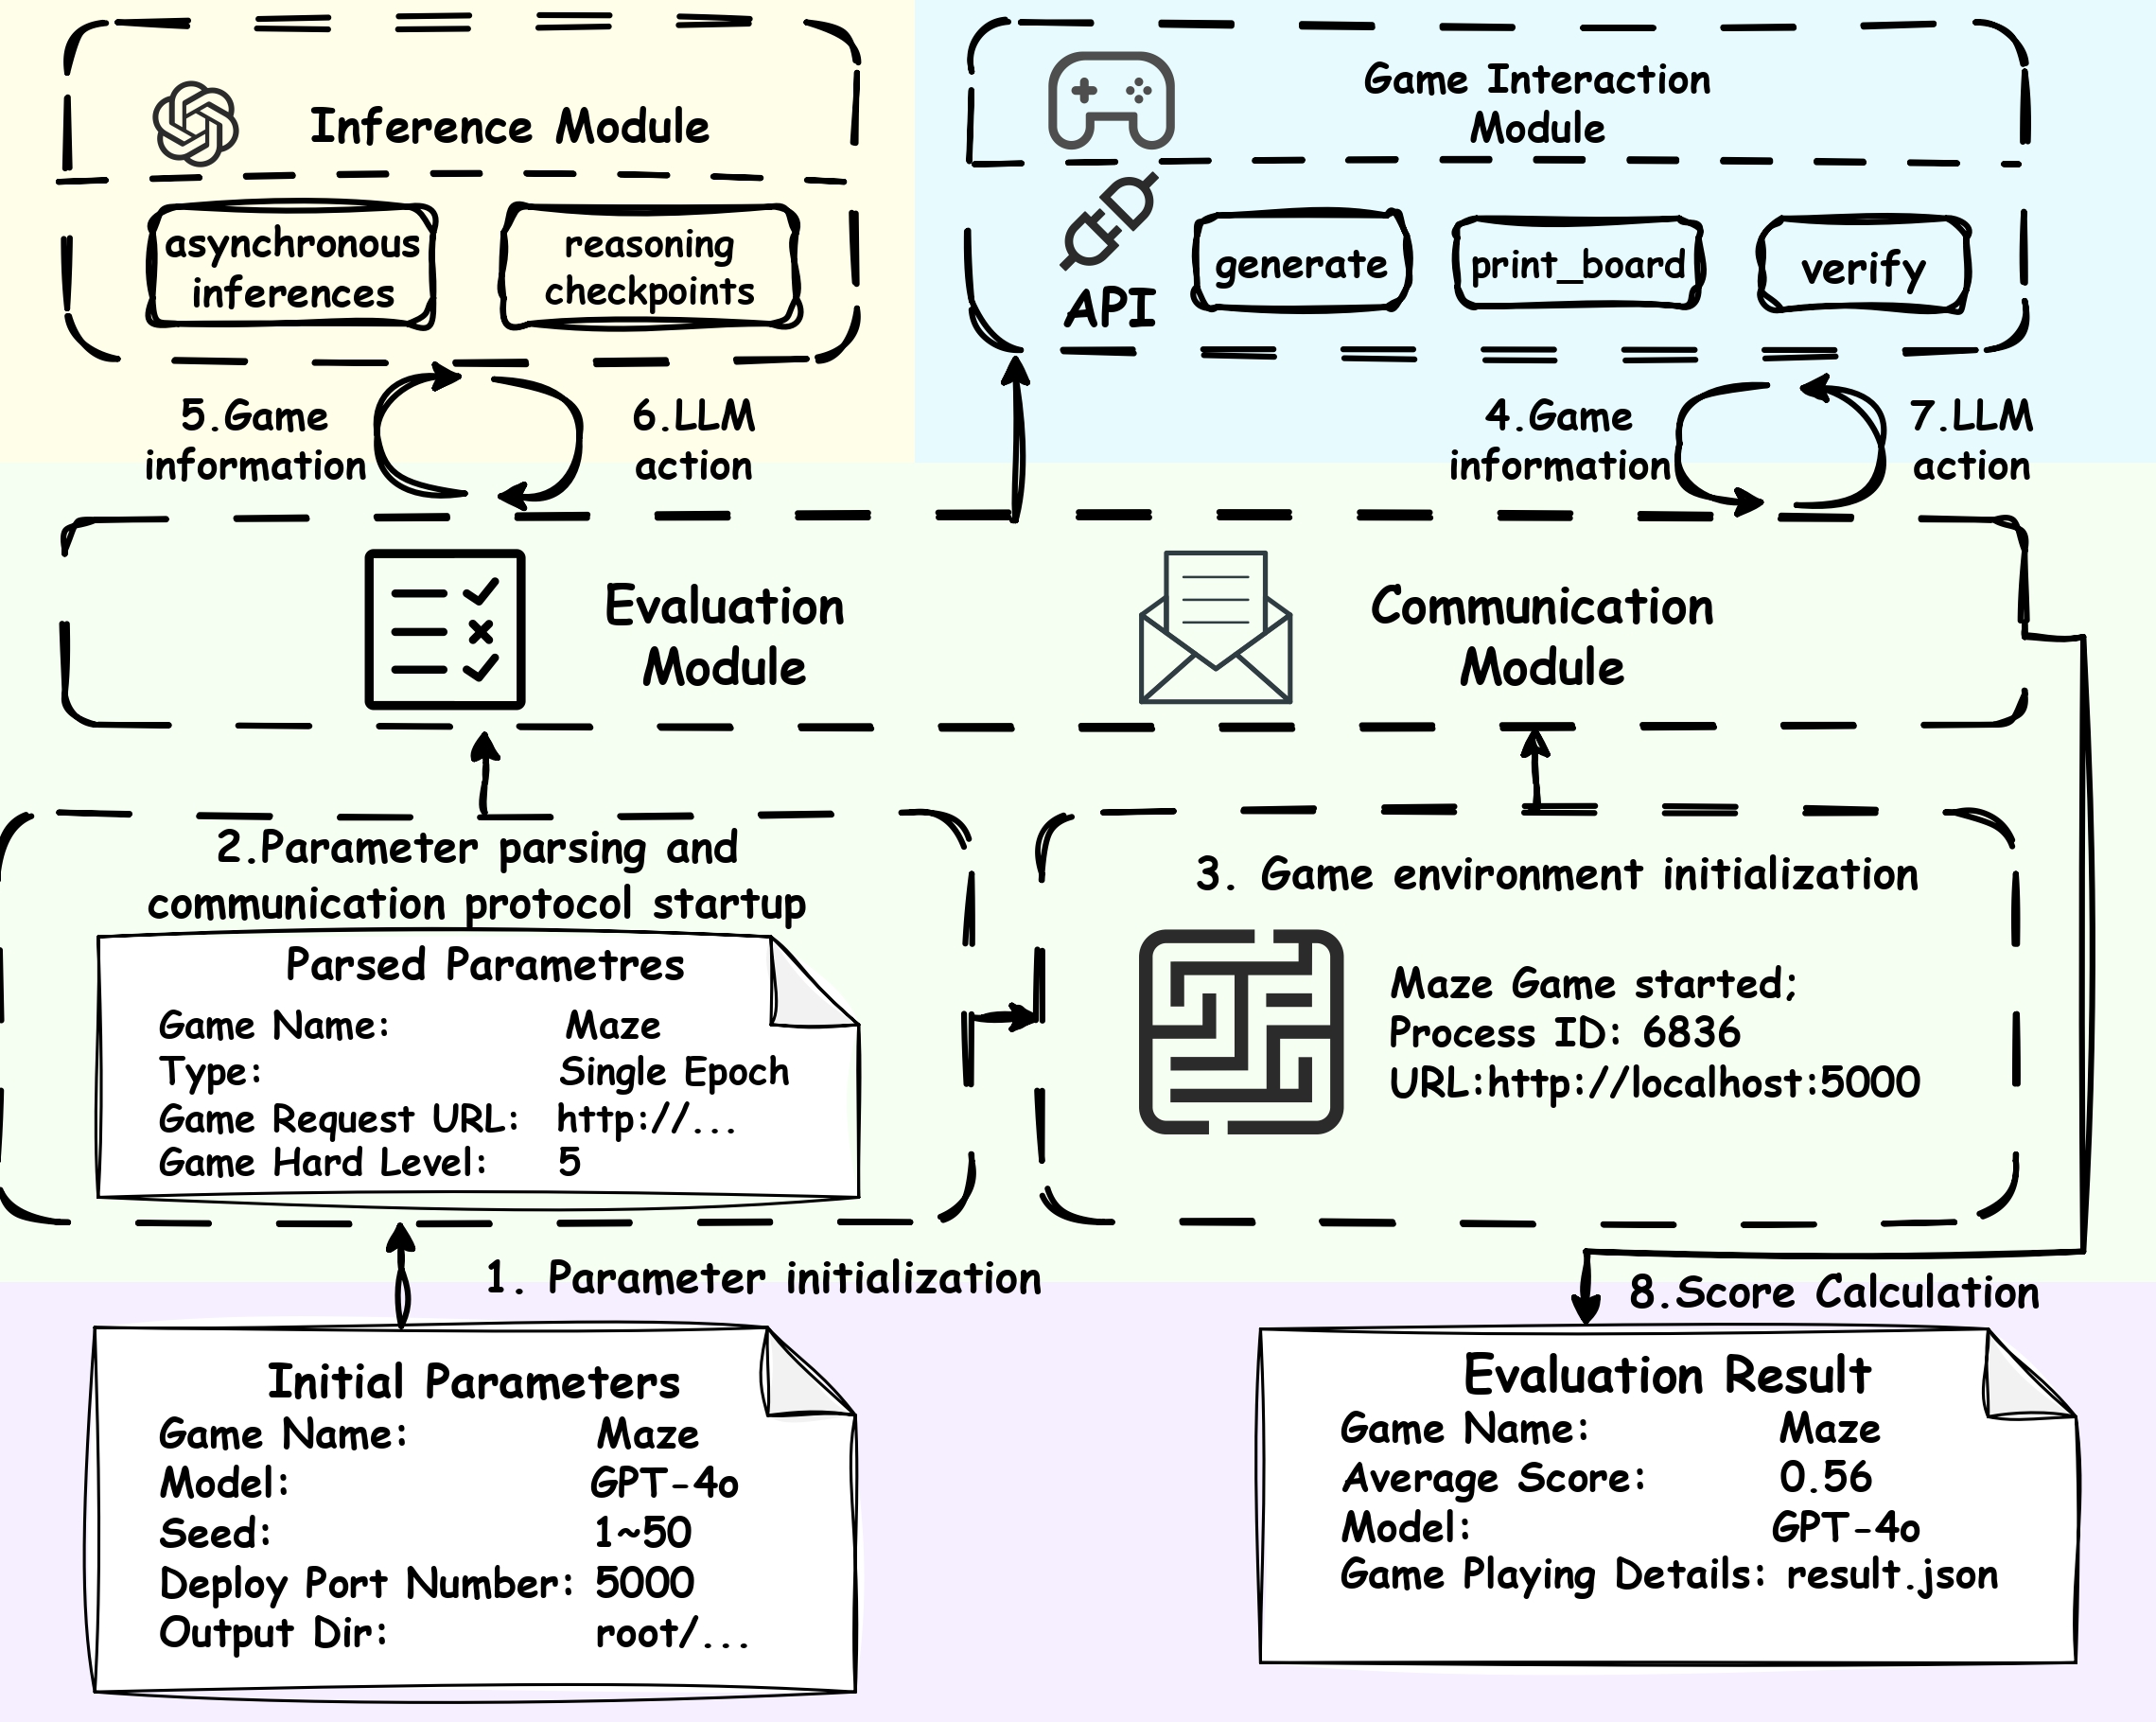 Inference Module
asynchronous
inferences
reasoning
checkpoints
Game Interaction
Module
API
generate
print_board
verify
5.Game
information
6.LLM
action
4.Game
information
7.LLM
action
Evaluation
Module
Communication
Module
2.Parameter parsing and
communication protocol startup
Parsed Parametres
Game Name: Maze
Type: Single Epoch
Game Request URL: http://...
Game Hard Level: 5
3. Game environment initialization
Maze Game started;
Process ID: 6836
URL:http://localhost:5000
1. Parameter initialization
Initial Parameters
Game Name: Maze
Model: GPT-4o
Seed: 1~50
Deploy Port Number: 5000
Output Dir: root/...
8.Score Calculation
Evaluation Result
Game Name: Maze
Average Score: 0.56
Model: GPT-4o
Game Playing Details: result.json